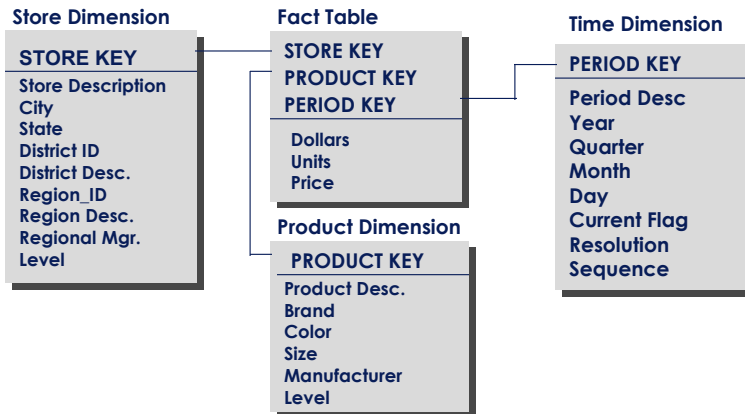 Store Dimension
STORE KEY
Store Description
City
State
District ID
District Desc.
Region_ID
Region Desc.
Regional Mgr.
Level
Fact Table
STORE KEY
PRODUCT KEY
PERIOD KEY
Dollars
Units
Price
Product Dimension
PRODUCT KEY
Product Desc.
Brand
Color
Size
Manufacturer
Level
Time Dimension
PERIOD KEY
Period Desc
Year
Quarter
Month
Day
Current Flag
Resolution
Sequence